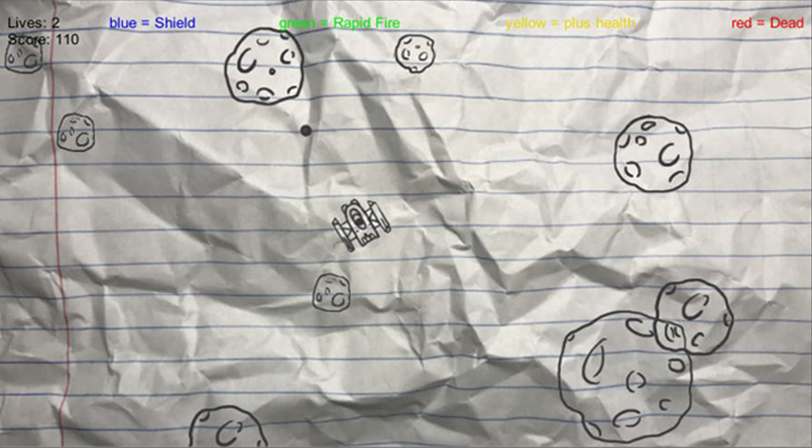 Lives: 2 blue = Shield green = Rapid Fire yellow = plus health red = Dead
Score: 110